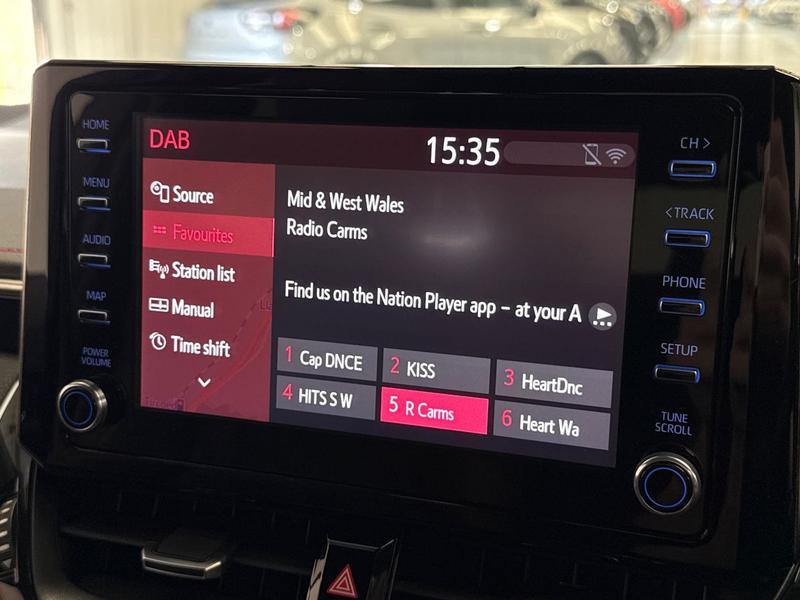 HOME
MENU
AUDIO
MAP
POWER
VOLUME
DAB
15:35
Source
Favourites
Station list
Manual
Time shift
Mid & West Wales
Radio Carms
Find us on the Nation Player app – at your A
1 Cap DNCE
2 KISS
3 HeartDnc
4 HITS S W
5 R Carms
6 Heart Wa
CH >
< TRACK
PHONE
SETUP
TUNE
SCROLL